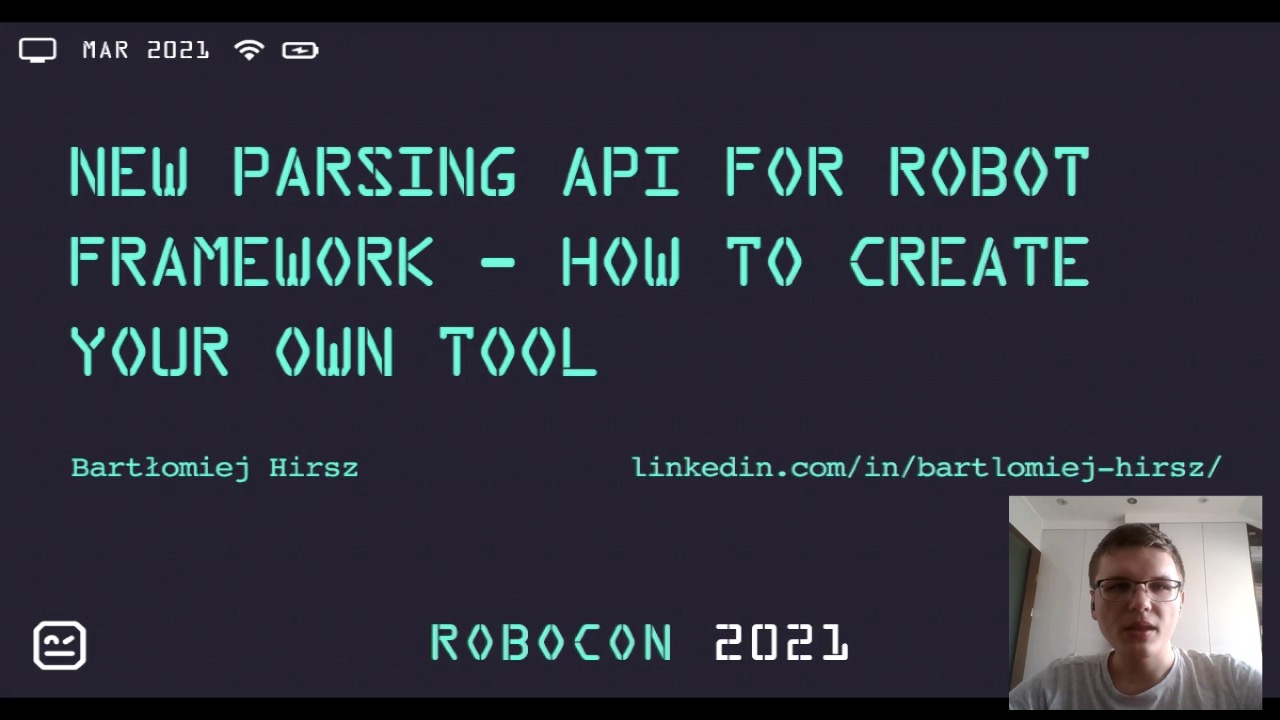 MAR 2021
NEW PARSING API FOR ROBOT
FRAMEWORK - HOW TO CREATE
YOUR OWN TOOL
Bartłomiej Hirsz
linkedin.com/in/bartlomiej-hirsz/
ROBOCON 2021